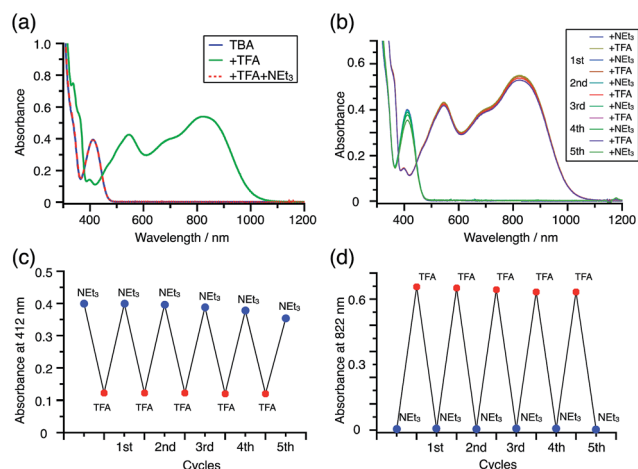 (a)
1.0
0.8
0.6
0.4
0.2
0.0
Absorbance
TBA
+TFA
+TFA+NEt₃
400 600 800 1000 1200
Wavelength / nm
(b)
0.6
0.4
0.2
0
Absorbance
+NEt₃
+TFA
1st +NEt₃
+TFA
2nd +NEt₃
+TFA
3rd +NEt₃
+TFA
4th +NEt₃
+TFA
5th +NEt₃
400 600 800 1000 1200
Wavelength / nm
(c)
0.5
0.4
0.3
0.2
0.1
0
Absorbance at 412 nm
NEt₃ NEt₃ NEt₃ NEt₃ NEt₃ NEt₃
TFA TFA TFA TFA TFA
1st 2nd 3rd 4th 5th
Cycles
(d)
0.6
0.3
0
Absorbance at 822 nm
TFA TFA TFA TFA TFA
NEt₃ NEt₃ NEt₃ NEt₃ NEt₃ NEt₃
1st 2nd 3rd 4th 5th
Cycles